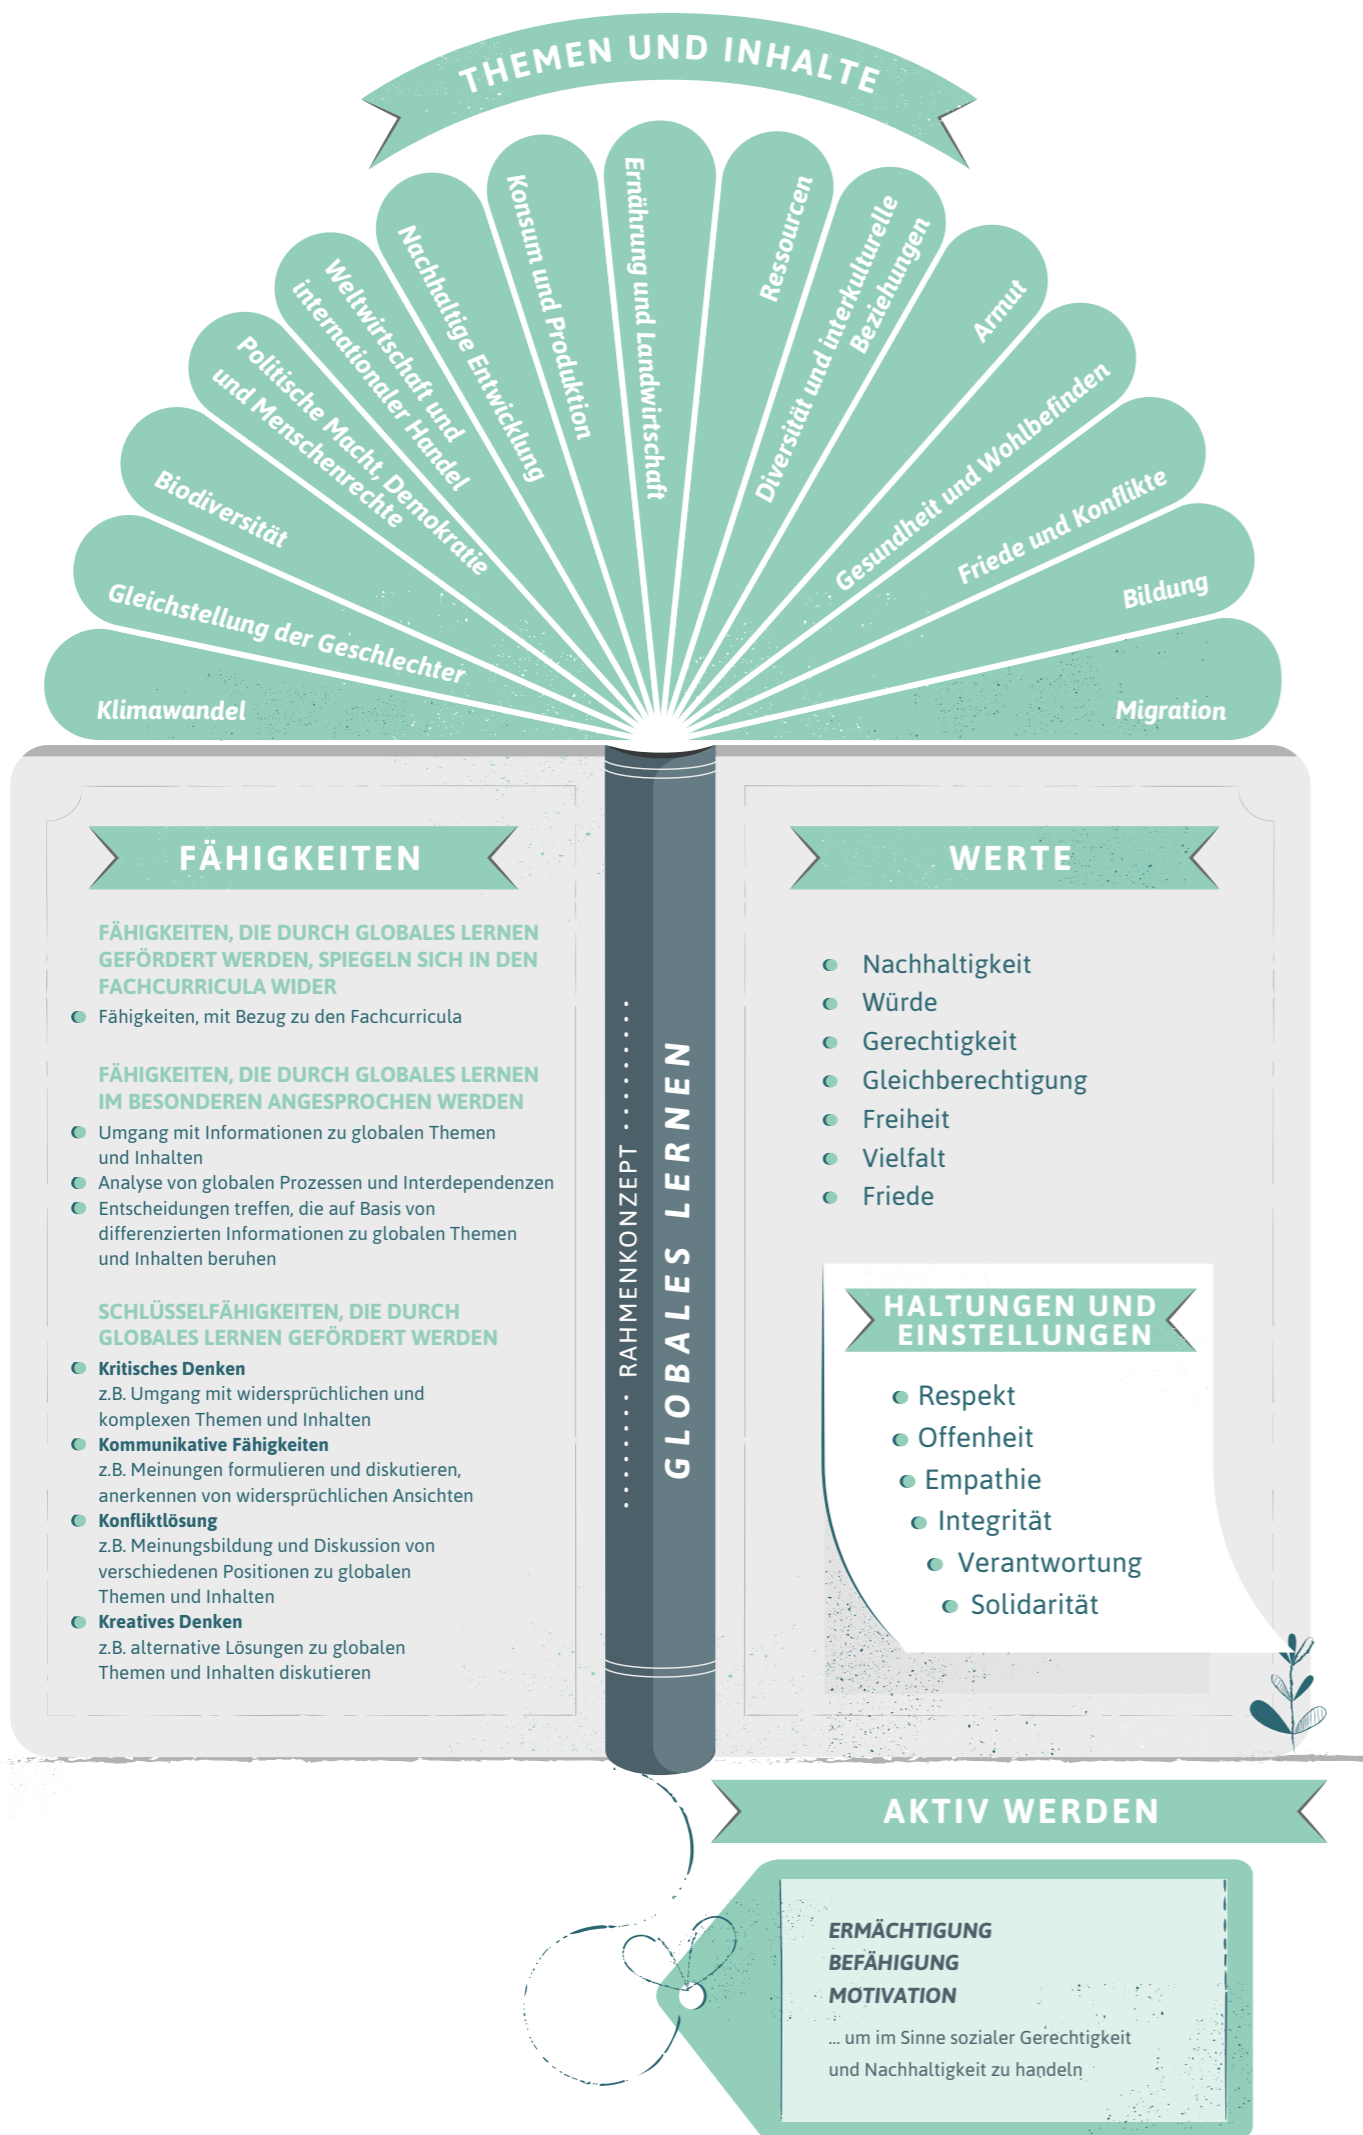 THEMEN UND INHALTE
Klimawandel
Gleichstellung der Geschlechter
Biodiversität
Politische Macht, Demokratie
und Menschenrechte
Weltwirtschaft und
internationaler Handel
Nachhaltige Entwicklung
Konsum und Produktion
Ernährung und Landwirtschaft
Ressourcen
Diversität und interkulturelle
Beziehungen
Armut
Gesundheit und Wohlbefinden
Friede und Konflikte
Bildung
Migration
FÄHIGKEITEN
FÄHIGKEITEN, DIE DURCH GLOBALES LERNEN
GEFÖRDERT WERDEN, SPIEGELN SICH IN DEN
FACHCURRICULA WIDER
Fähigkeiten, mit Bezug zu den Fachcurricula
FÄHIGKEITEN, DIE DURCH GLOBALES LERNEN
IM BESONDEREN ANGESPROCHEN WERDEN
Umgang mit Informationen zu globalen Themen
und Inhalten
Analyse von globalen Prozessen und Interdependenzen
Entscheidungen treffen, die auf Basis von
differenzierten Informationen zu globalen Themen
und Inhalten beruhen
SCHLÜSSELFÄHIGKEITEN, DIE DURCH
GLOBALES LERNEN GEFÖRDERT WERDEN
Kritisches Denken
z.B. Umgang mit widersprüchlichen und
komplexen Themen und Inhalten
Kommunikative Fähigkeiten
z.B. Meinungen formulieren und diskutieren,
anerkennen von widersprüchlichen Ansichten
Konfliktlösung
z.B. Meinungsbildung und Diskussion von
verschiedenen Positionen zu globalen
Themen und Inhalten
Kreatives Denken
z.B. alternative Lösungen zu globalen
Themen und Inhalten diskutieren
RAHMENKONZEPT
GLOBALES LERNEN
WERTE
Nachhaltigkeit
Würde
Gerechtigkeit
Gleichberechtigung
Freiheit
Vielfalt
Friede
HALTUNGEN UND
EINSTELLUNGEN
Respekt
Offenheit
Empathie
Integrität
Verantwortung
Solidarität
AKTIV WERDEN
ERMÄCHTIGUNG
BEFÄHIGUNG
MOTIVATION
... um im Sinne sozialer Gerechtigkeit
und Nachhaltigkeit zu handeln